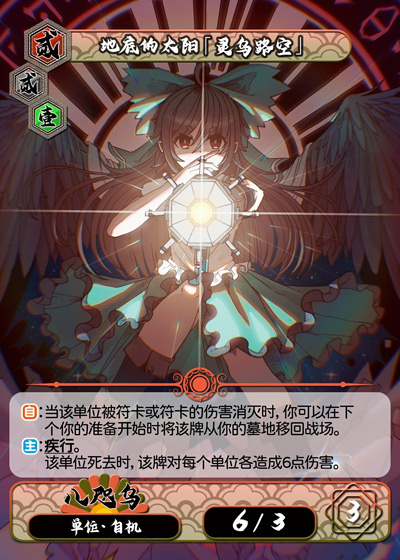 贰
地底的太阳「灵乌路空」
贰
壹
自:当该单位被符卡或符卡的伤害消灭时,你可以在下
个你的准备开始时将该牌从你的墓地移回战场。
主:疾行。
该单位死去时,该牌对每个单位各造成6点伤害。
八咫乌
单位·自机
6/3
3